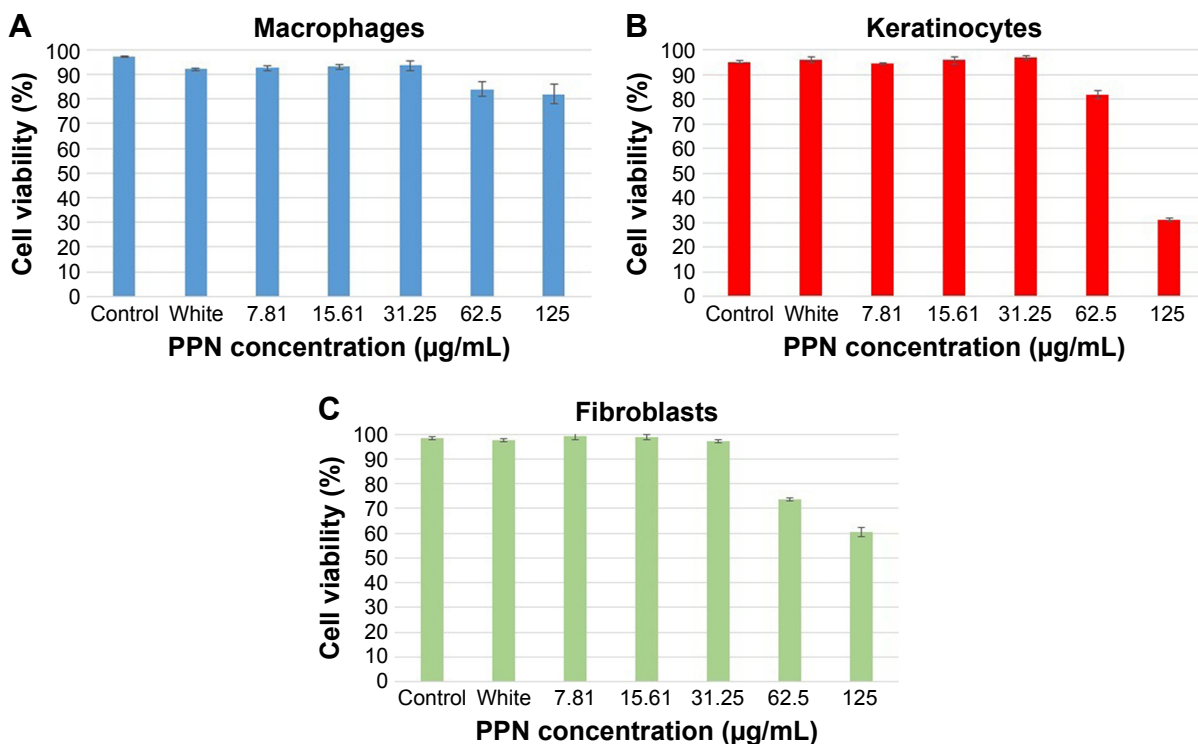 A
Macrophages
Cell viability (%)
100
90
80
70
60
50
40
30
20
10
0
Control White 7.81 15.61 31.25 62.5 125
PPN concentration (µg/mL)
B
Keratinocytes
Cell viability (%)
100
90
80
70
60
50
40
30
20
10
0
Control White 7.81 15.61 31.25 62.5 125
PPN concentration (µg/mL)
C
Fibroblasts
Cell viability (%)
100
90
80
70
60
50
40
30
20
10
0
Control White 7.81 15.61 31.25 62.5 125
PPN concentration (µg/mL)